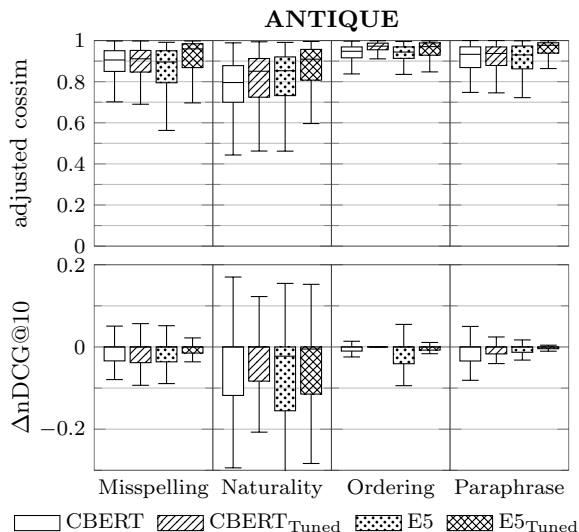 ANTIQUE
adjusted cossim
1
0.8
0.6
0.4
0.2
0
ΔnDCG@10
0.2
0
−0.2
Misspelling Naturality Ordering Paraphrase
CBERT CBERT_Tuned E5 E5_Tuned